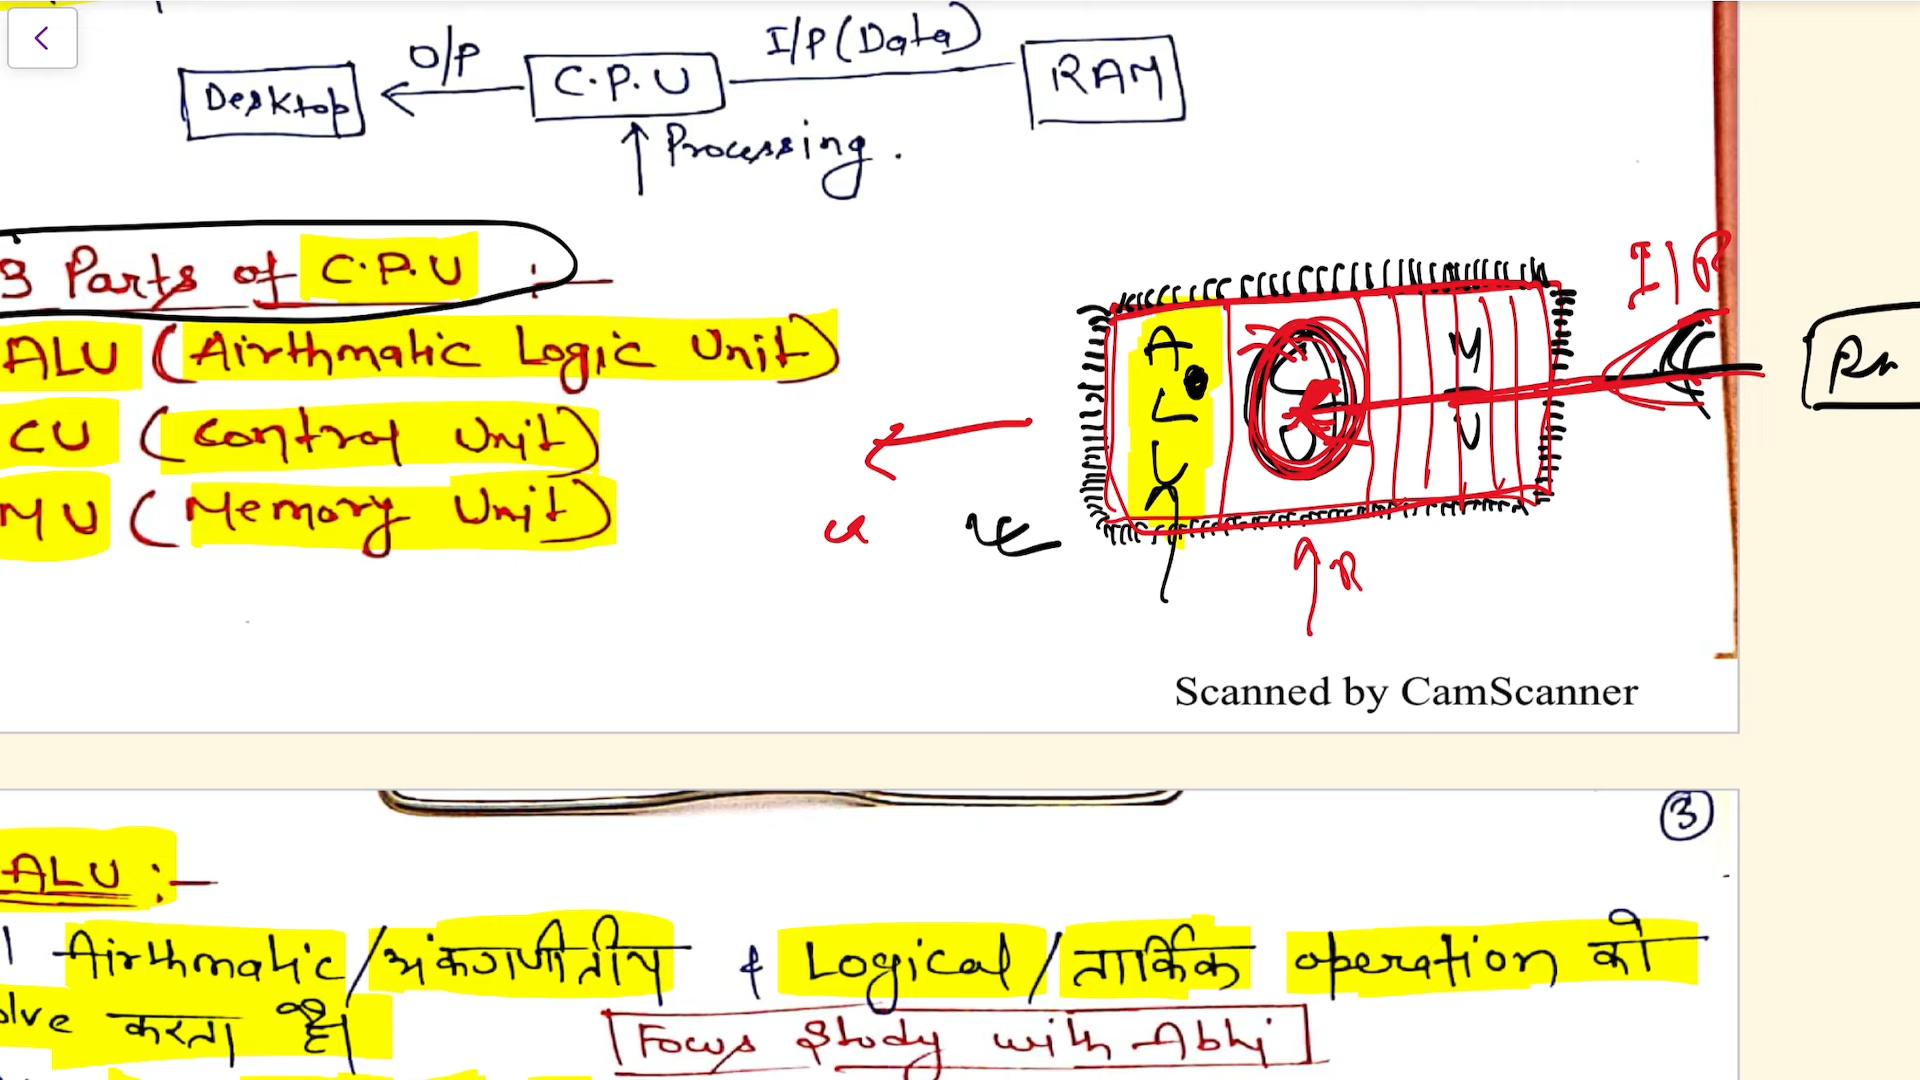 Desktop O/P C.P.U I/P (Data) RAM
Processing.
3 Parts of C.P.U :-
ALU (Airthmatic Logic Unit)
CU (Control Unit)
MU (Memory Unit)
A L U
C U
M U
Scanned by CamScanner
3
ALU :-
Airthmatic/अंकगणीतीय & Logical/तार्किक operation को
करता है।
Focus Study with Abhi